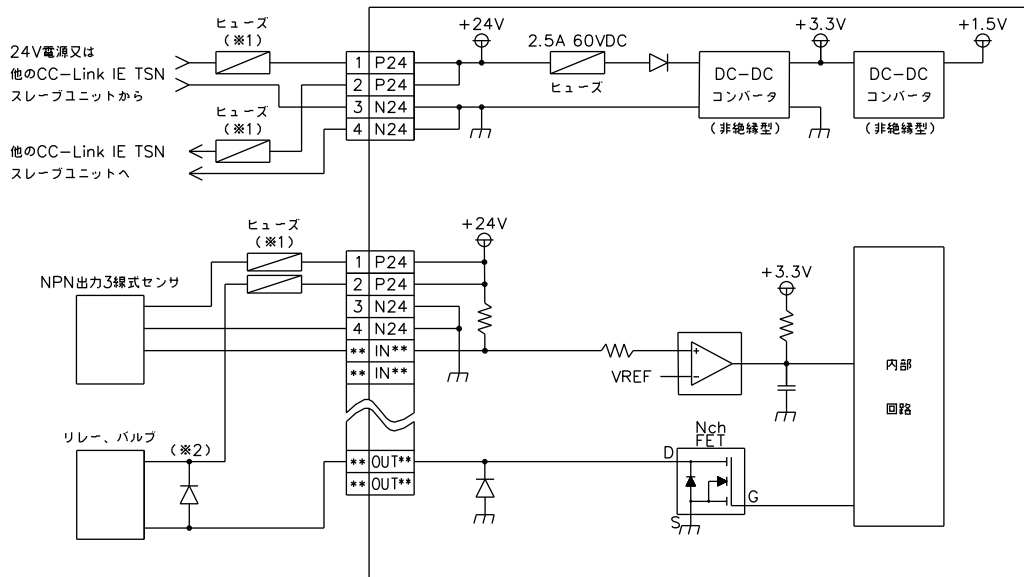 ヒューズ
(※1)
24V電源又は
他のCC-Link IE TSN
スレーブユニットから
ヒューズ
(※1)
他のCC-Link IE TSN
スレーブユニットへ
1 P24
2 P24
3 N24
4 N24
+24V
2.5A 60VDC
ヒューズ
DC-DC
コンバータ
(非絶縁型)
+3.3V
DC-DC
コンバータ
(非絶縁型)
+1.5V
ヒューズ
(※1)
NPN出力3線式センサ
1 P24
2 P24
3 N24
4 N24
** IN**
** IN**
+24V
VREF
+
-
+3.3V
内部
回路
リレー、バルブ
(※2)
** OUT**
** OUT**
Nch
FET
D
G
S